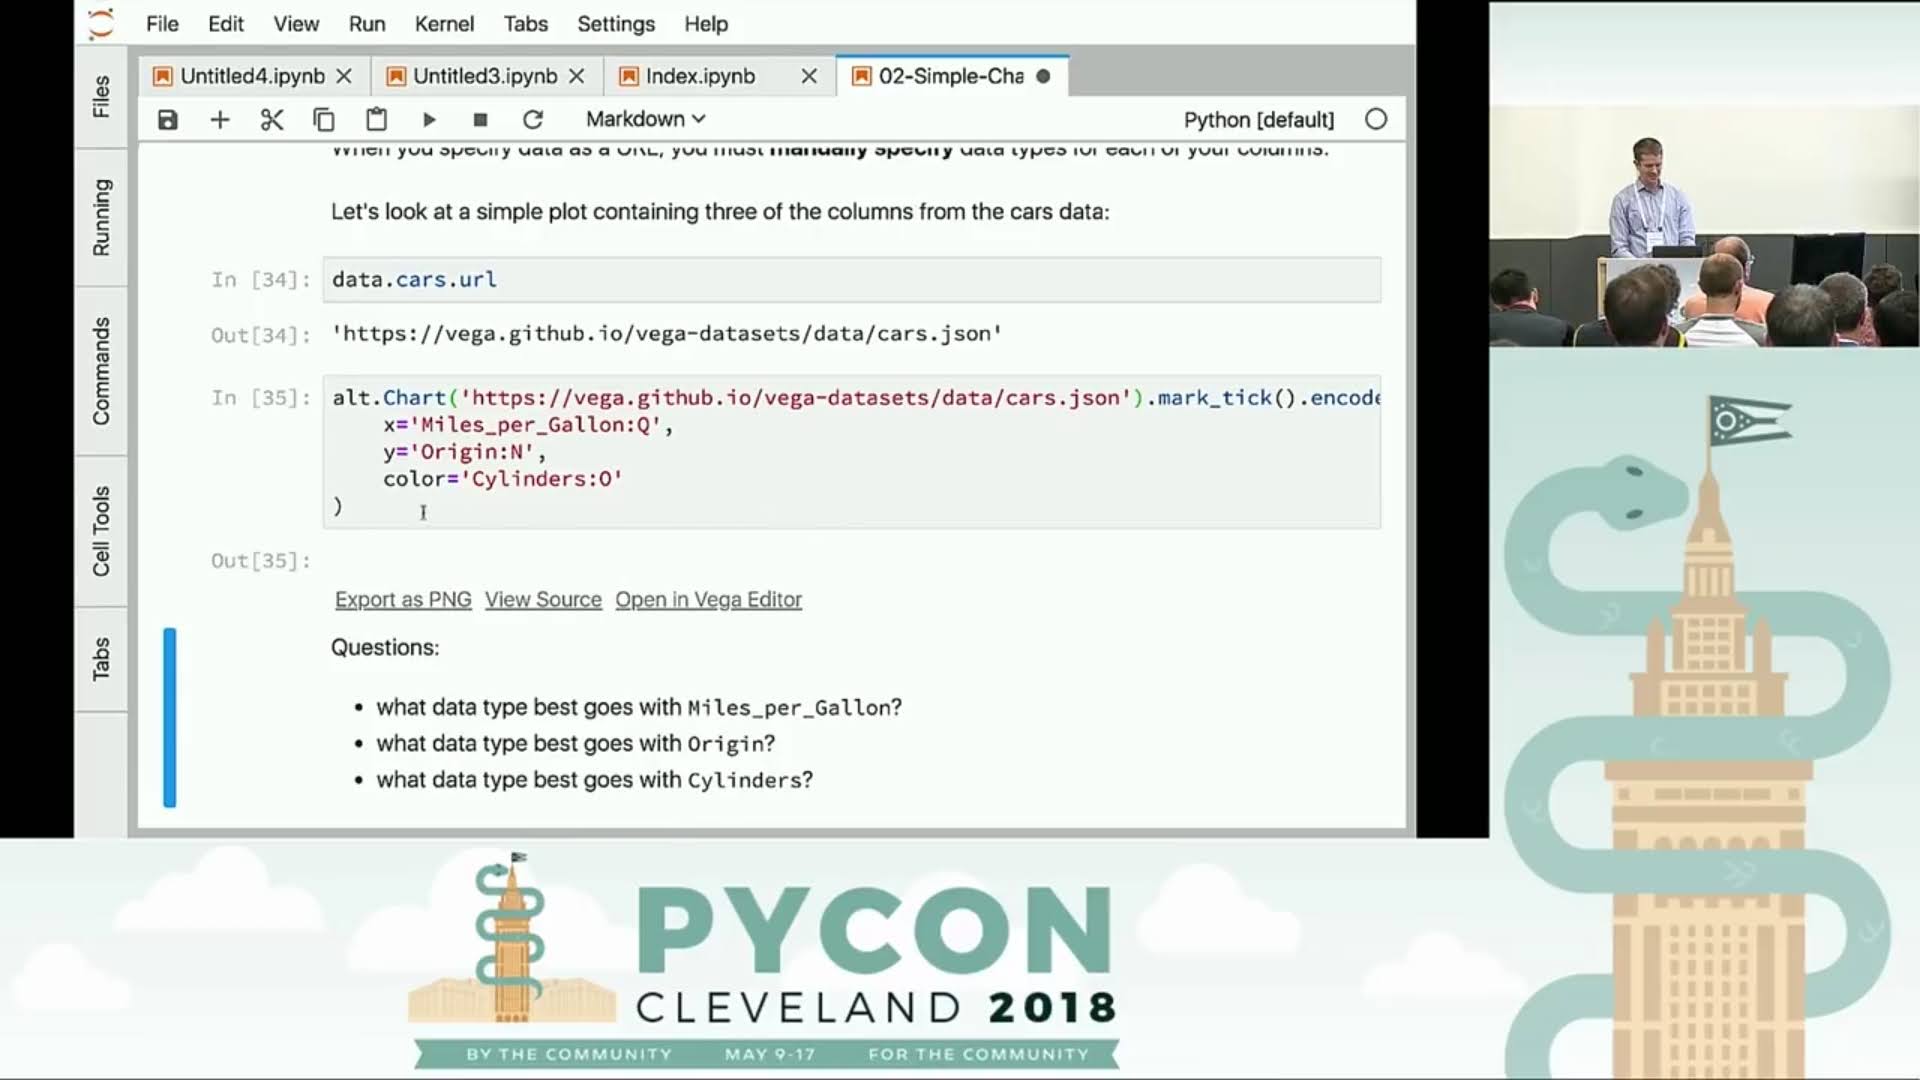 File Edit View Run Kernel Tabs Settings Help
Untitled4.ipynb
Untitled3.ipynb
Index.ipynb
02-Simple-Cha
Markdown
Python [default]
Files
Running
Commands
Cell Tools
Tabs
When you specify data as a URL, you must manually specify data types for each of your columns.
Let's look at a simple plot containing three of the columns from the cars data:
In [34]: data.cars.url
Out[34]: 'https://vega.github.io/vega-datasets/data/cars.json'
In [35]: alt.Chart('https://vega.github.io/vega-datasets/data/cars.json').mark_tick().encode
x='Miles_per_Gallon:Q',
y='Origin:N',
color='Cylinders:O'
)
Out[35]:
Export as PNG View Source Open in Vega Editor
Questions:
• what data type best goes with Miles_per_Gallon?
• what data type best goes with Origin?
• what data type best goes with Cylinders?
PYCON
CLEVELAND 2018
BY THE COMMUNITY MAY 9-17 FOR THE COMMUNITY